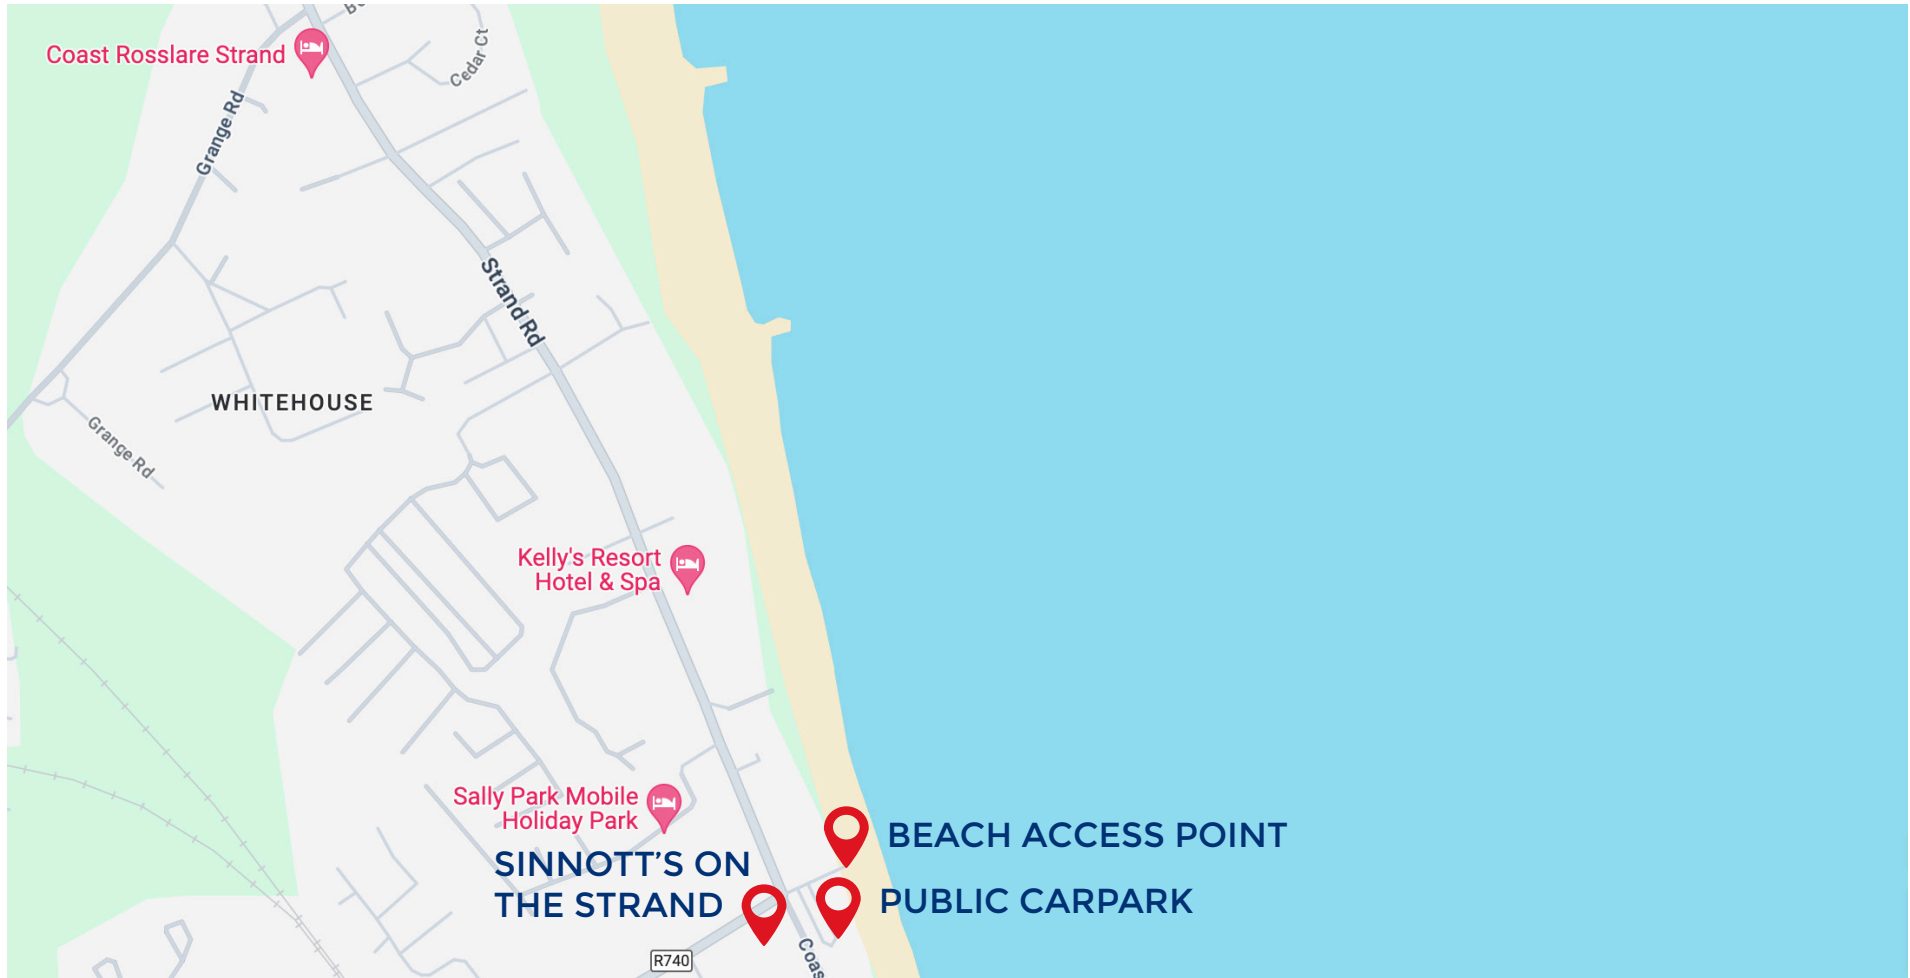 Coast Rosslare Strand
Cedar Ct
Grange Rd
Strand Rd
WHITEHOUSE
Grange Rd
Kelly's Resort
Hotel & Spa
Sally Park Mobile
Holiday Park
BEACH ACCESS POINT
SINNOTT'S ON
THE STRAND
PUBLIC CARPARK
R740
Coas